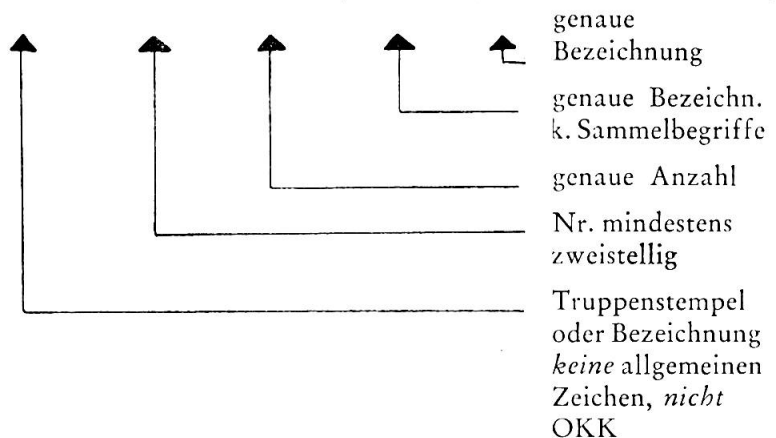 genaue
Bezeichnung
genaue Bezeichn.
k. Sammelbegriffe
genaue Anzahl
Nr. mindestens
zweistellig
Truppenstempel
oder Bezeichnung
keine allgemeinen
Zeichen, nicht
OKK